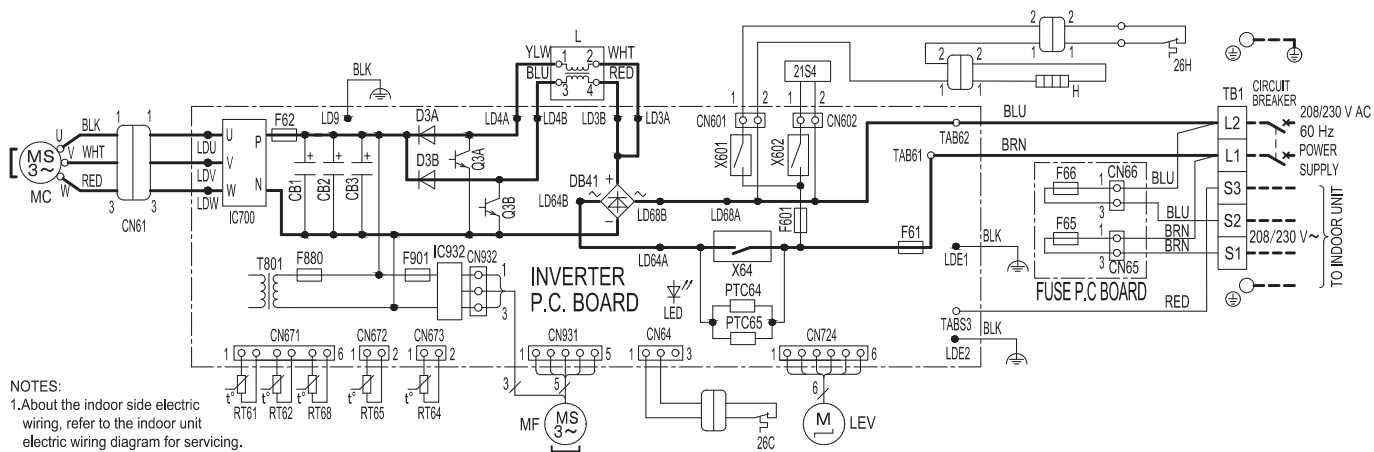 L
YLW 1 2 WHT
BLU 3 4 RED
2 2
1 1
26H
2 2
1 1
H
BLK
21S4
LD9
F62
D3A
D3B
Q3A
Q3B
LD4A
LD4B
LD3B
LD3A
1 2
CN601
1 2
CN602
X601
X602
TAB62
BLU
TAB61
BRN
TB1
CIRCUIT
BREAKER
208/230 V AC
60 Hz
POWER
SUPPLY
L2
L1
S3
S2
S1
208/230 V~
TO INDOOR UNIT
U
V
W
BLK
WHT
RED
MS
3~
MC
1 1
3 3
CN61
LDU
LDV
LDW
U
V
W
P
N
IC700
CB1
CB2
CB3
+
+
+
DB41
+
−
~
~
LD64B
LD68B
LD68A
F601
F61
LD64A
X64
PTC64
PTC65
LED
LDE1
BLK
F66
CN66
1
3
BLU
BLU
F65
CN65
1
3
BRN
BRN
FUSE P.C BOARD
RED
TABS3
BLK
LDE2
T801
F880
F901
IC932
CN932
1
3
INVERTER
P.C. BOARD
CN671
1 6
CN672
1 2
CN673
1 2
CN931
1 5
CN64
1 3
CN724
1 6
t°
RT61
t°
RT62
t°
RT68
t°
RT65
t°
RT64
3
5
MF
MS
3~
26C
6
M
LEV
NOTES:
1.About the indoor side electric
wiring, refer to the indoor unit
electric wiring diagram for servicing.